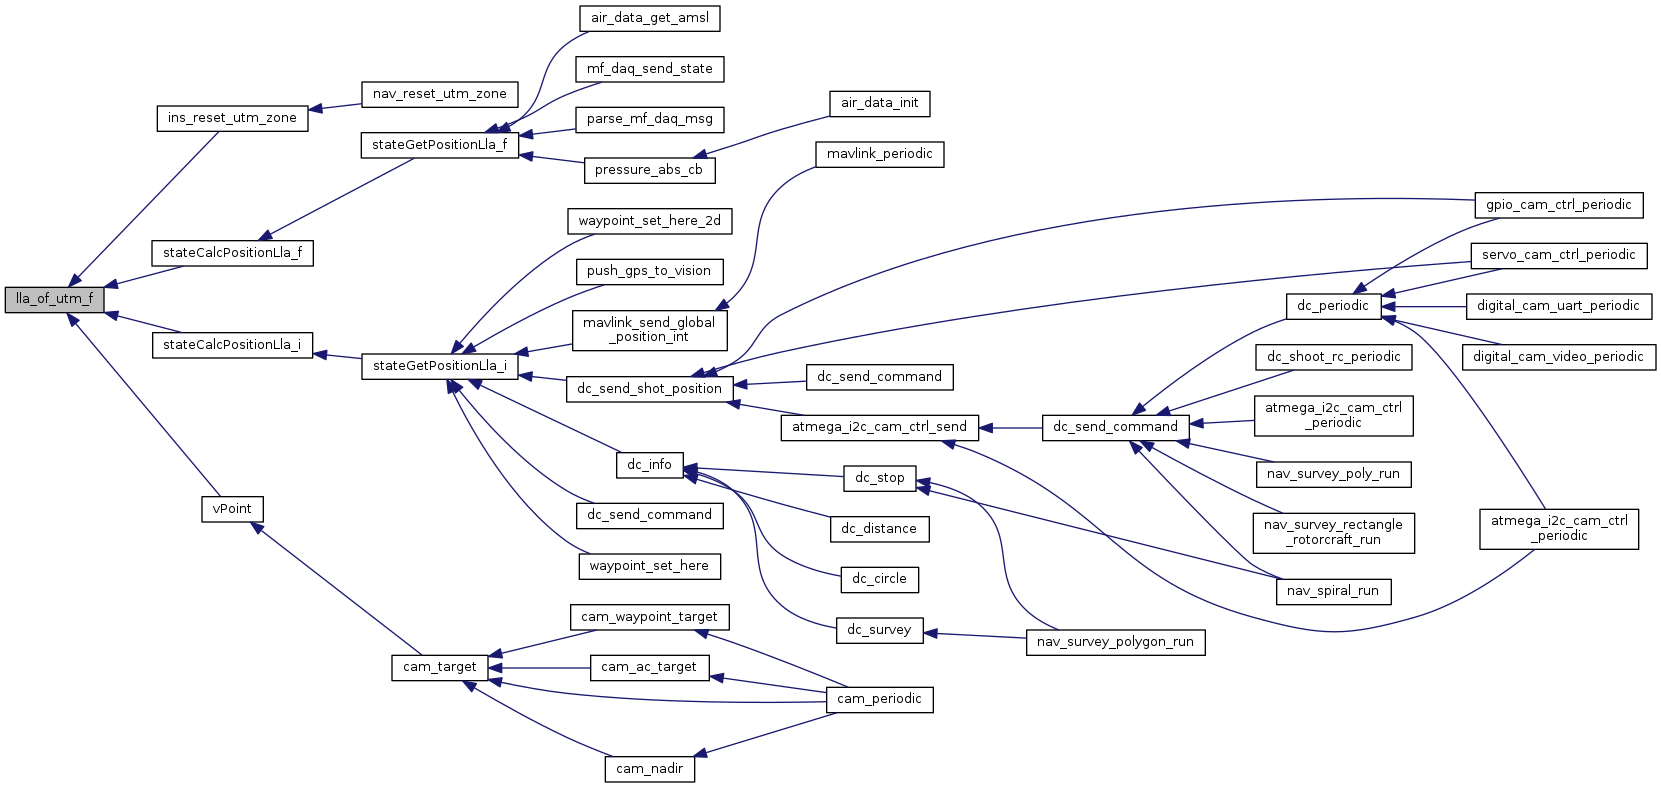 air_data_get_amsl
mf_daq_send_state
nav_reset_utm_zone
air_data_init
ins_reset_utm_zone
parse_mf_daq_msg
stateGetPositionLla_f
mavlink_periodic
pressure_abs_cb
gpio_cam_ctrl_periodic
waypoint_set_here_2d
stateCalcPositionLla_f
servo_cam_ctrl_periodic
push_gps_to_vision
lla_of_utm_f
dc_periodic
digital_cam_uart_periodic
mavlink_send_global
_position_int
stateCalcPositionLla_i
dc_shoot_rc_periodic
digital_cam_video_periodic
stateGetPositionLla_i
dc_send_command
dc_send_shot_position
atmega_i2c_cam_ctrl
_periodic
atmega_i2c_cam_ctrl_send
dc_send_command
dc_info
dc_stop
nav_survey_poly_run
vPoint
dc_send_command
dc_distance
nav_survey_rectangle
_rotorcraft_run
atmega_i2c_cam_ctrl
_periodic
waypoint_set_here
dc_circle
nav_spiral_run
cam_waypoint_target
dc_survey
nav_survey_polygon_run
cam_target
cam_ac_target
cam_periodic
cam_nadir